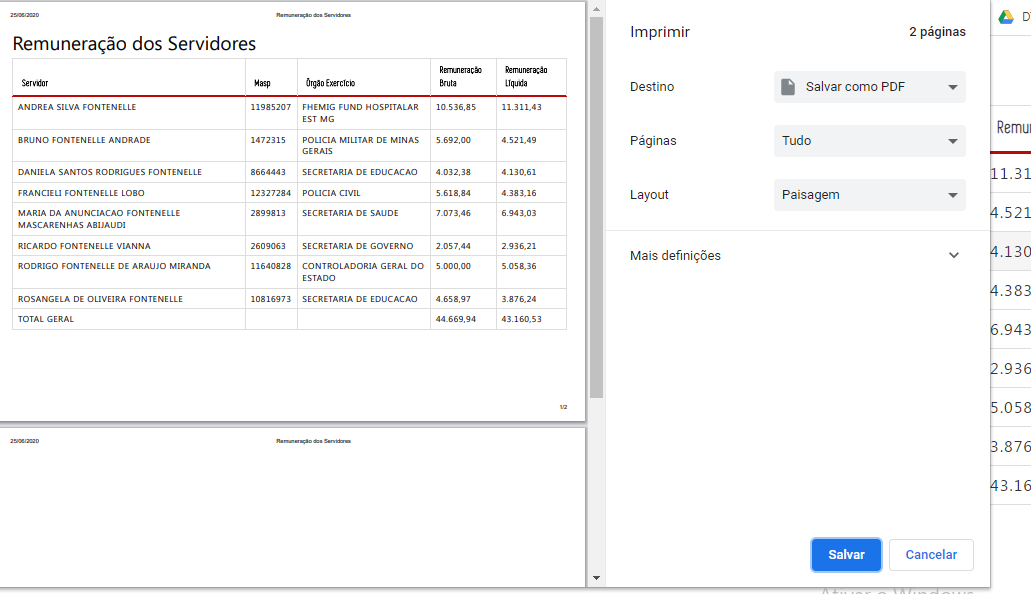 25/06/2020 Remuneração dos Servidores
Remuneração dos Servidores
Servidor Masp Órgão Exercício Remuneração Bruta Remuneração Líquida
ANDREA SILVA FONTENELLE 11985207 FHEMIG FUND HOSPITALAR EST MG 10.536,85 11.311,43
BRUNO FONTENELLE ANDRADE 1472315 POLICIA MILITAR DE MINAS GERAIS 5.692,00 4.521,49
DANIELA SANTOS RODRIGUES FONTENELLE 8664443 SECRETARIA DE EDUCACAO 4.032,38 4.130,61
FRANCIELI FONTENELLE LOBO 12327284 POLICIA CIVIL 5.618,84 4.383,16
MARIA DA ANUNCIACAO FONTENELLE MASCARENHAS ABIJAUDI 2899813 SECRETARIA DE SAUDE 7.073,46 6.943,03
RICARDO FONTENELLE VIANNA 2609063 SECRETARIA DE GOVERNO 2.057,44 2.936,21
RODRIGO FONTENELLE DE ARAUJO MIRANDA 11640828 CONTROLADORIA GERAL DO ESTADO 5.000,00 5.058,36
ROSANGELA DE OLIVEIRA FONTENELLE 10816973 SECRETARIA DE EDUCACAO 4.658,97 3.876,24
TOTAL GERAL 44.669,94 43.160,53
1/2
25/06/2020 Remuneração dos Servidores
Imprimir 2 páginas
Destino Salvar como PDF
Páginas Tudo
Layout Paisagem
Mais definições
Salvar Cancelar
Remu
11.31
4.521
4.130
4.383
6.943
2.936
5.058
3.876
43.16